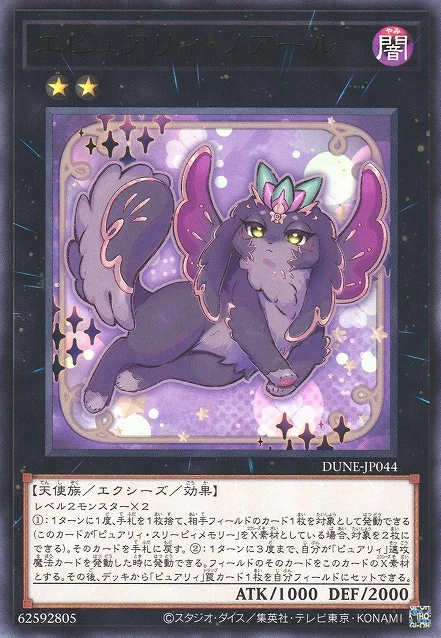 エピュアリィ・ノアール
闇
DUNE-JP044
【天使族/エクシーズ/効果】
レベル2モンスター×2
①:1ターンに1度、手札を1枚捨て、相手フィールドのカード1枚を対象として発動できる
(このカードが「ピュアリィ・スリーピィメモリー」をX素材としている場合、対象を2枚に
できる)。そのカードを手札に戻す。②:1ターンに3度まで、自分が「ピュアリィ」速攻
魔法カードを発動した時に発動できる。フィールドのそのカードをこのカードのX素材
とする。その後、デッキから「ピュアリィ」罠カード1枚を自分フィールドにセットできる。
ATK/1000 DEF/2000
62592805
©スタジオ・ダイス/集英社・テレビ東京・KONAMI